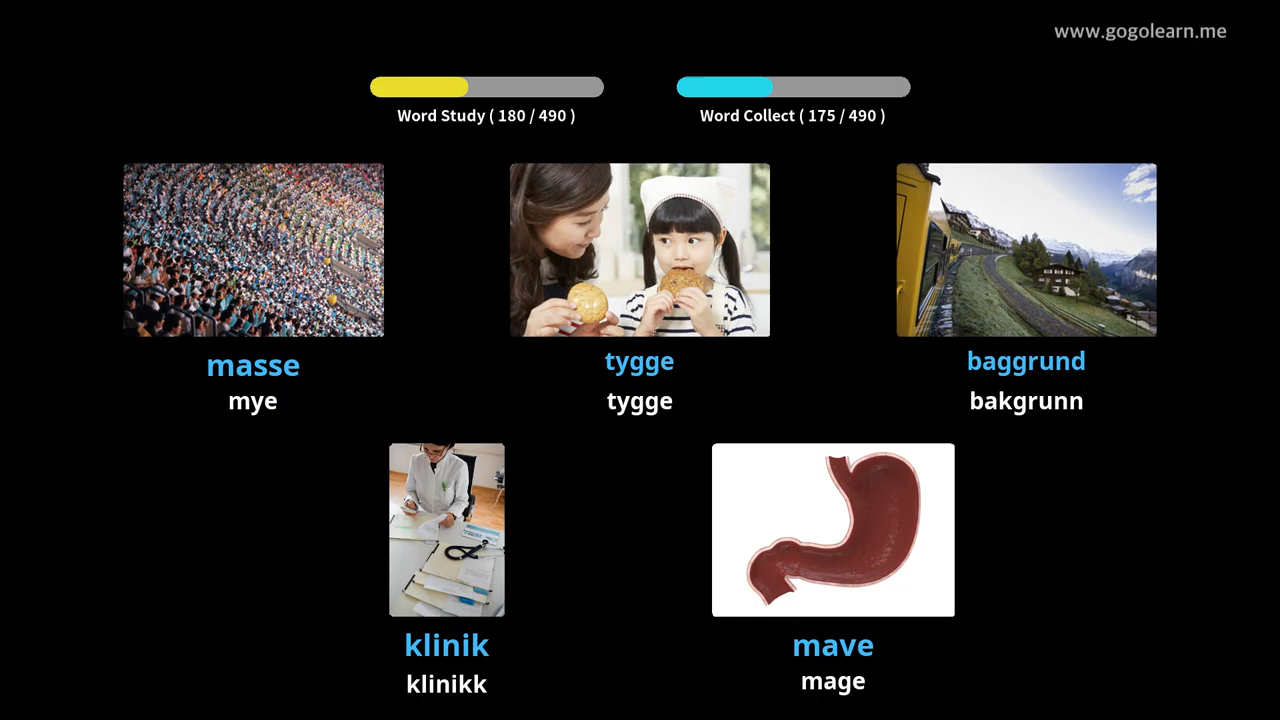 www.gogolearn.me
Word Study ( 180 / 490 )
Word Collect ( 175 / 490 )
masse
mye
tygge
tygge
baggrund
bakgrunn
klinik
klinikk
mave
mage